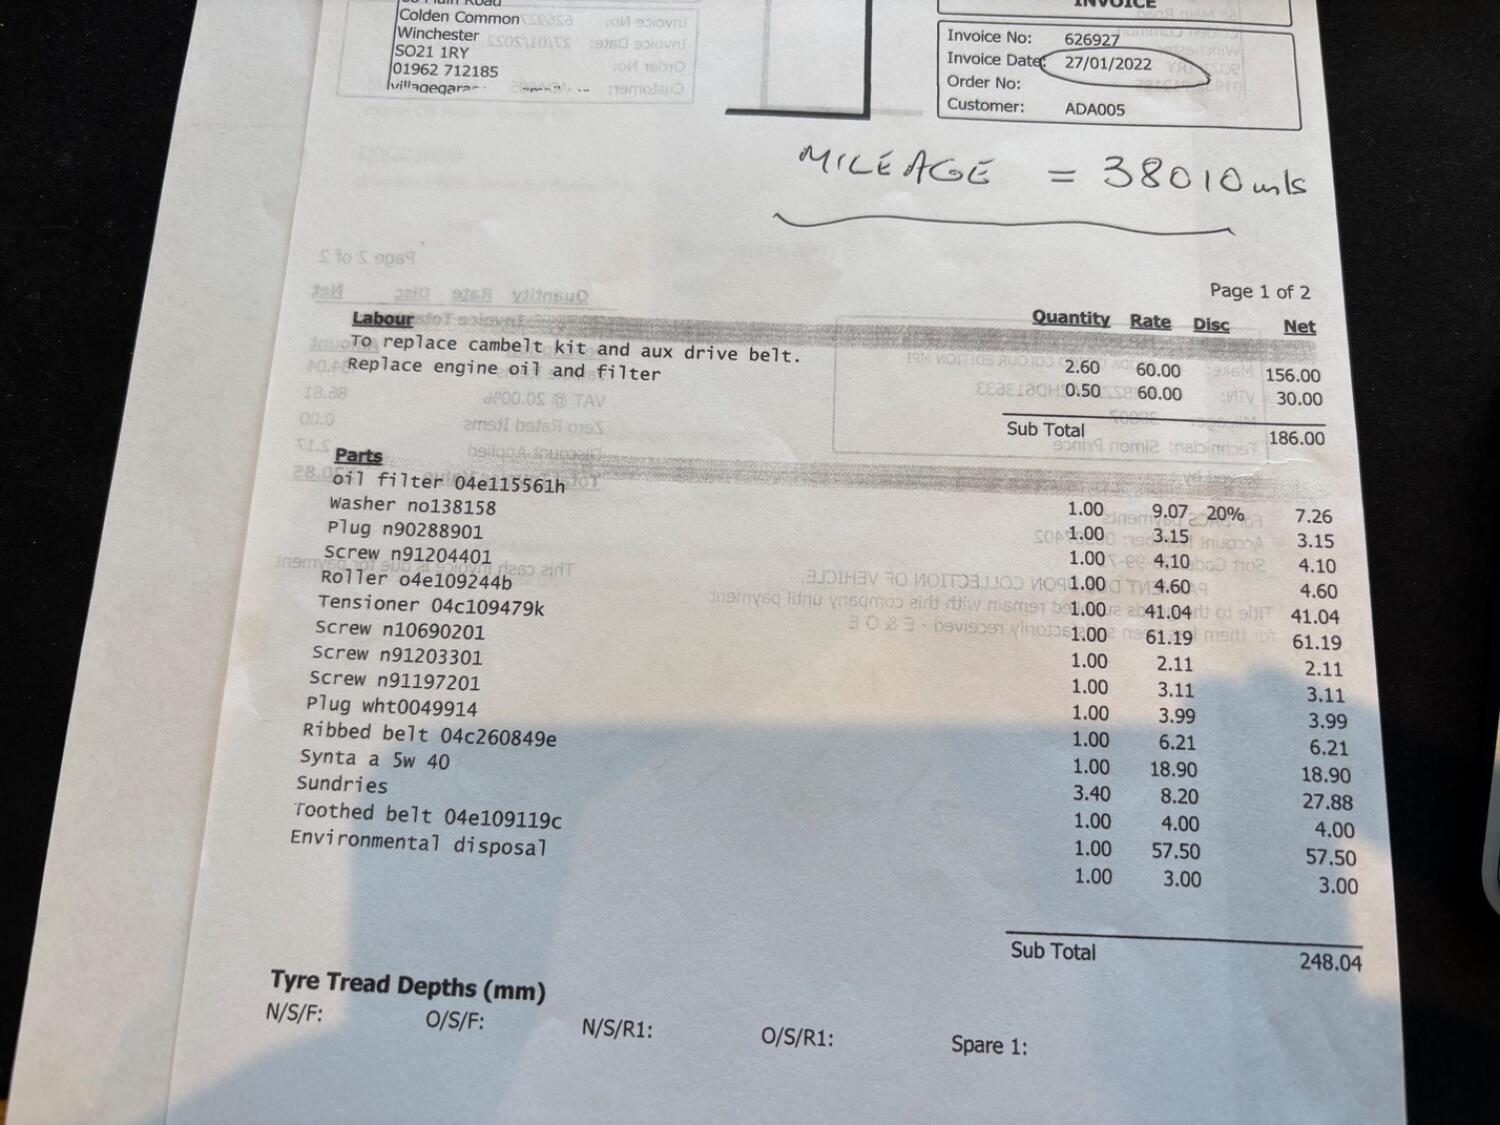 Colden Common
Winchester
SO21 1RY
01962 712185
INVOICE
Invoice No: 626927
Invoice Date: 27/01/2022
Order No:
Customer: ADA005
MILEAGE = 38010 mls
Page 1 of 2
Labour Quantity Rate Disc Net
To replace cambelt kit and aux drive belt. 2.60 60.00 156.00
Replace engine oil and filter 0.50 60.00 30.00
Sub Total 186.00
Parts
oil filter 04e115561h 1.00 9.07 20% 7.26
Washer no138158 1.00 3.15 3.15
Plug n90288901 1.00 4.10 4.10
Screw n91204401 1.00 4.60 4.60
Roller o4e109244b 1.00 41.04 41.04
Tensioner 04c109479k 1.00 61.19 61.19
Screw n10690201 1.00 2.11 2.11
Screw n91203301 1.00 3.11 3.11
Screw n91197201 1.00 3.99 3.99
Plug wht0049914 1.00 6.21 6.21
Ribbed belt 04c260849e 1.00 18.90 18.90
Synta a 5w 40 3.40 8.20 27.88
Sundries 1.00 4.00 4.00
Toothed belt 04e109119c 1.00 57.50 57.50
Environmental disposal 1.00 3.00 3.00
Sub Total 248.04
Tyre Tread Depths (mm)
N/S/F: O/S/F: N/S/R1: O/S/R1: Spare 1: